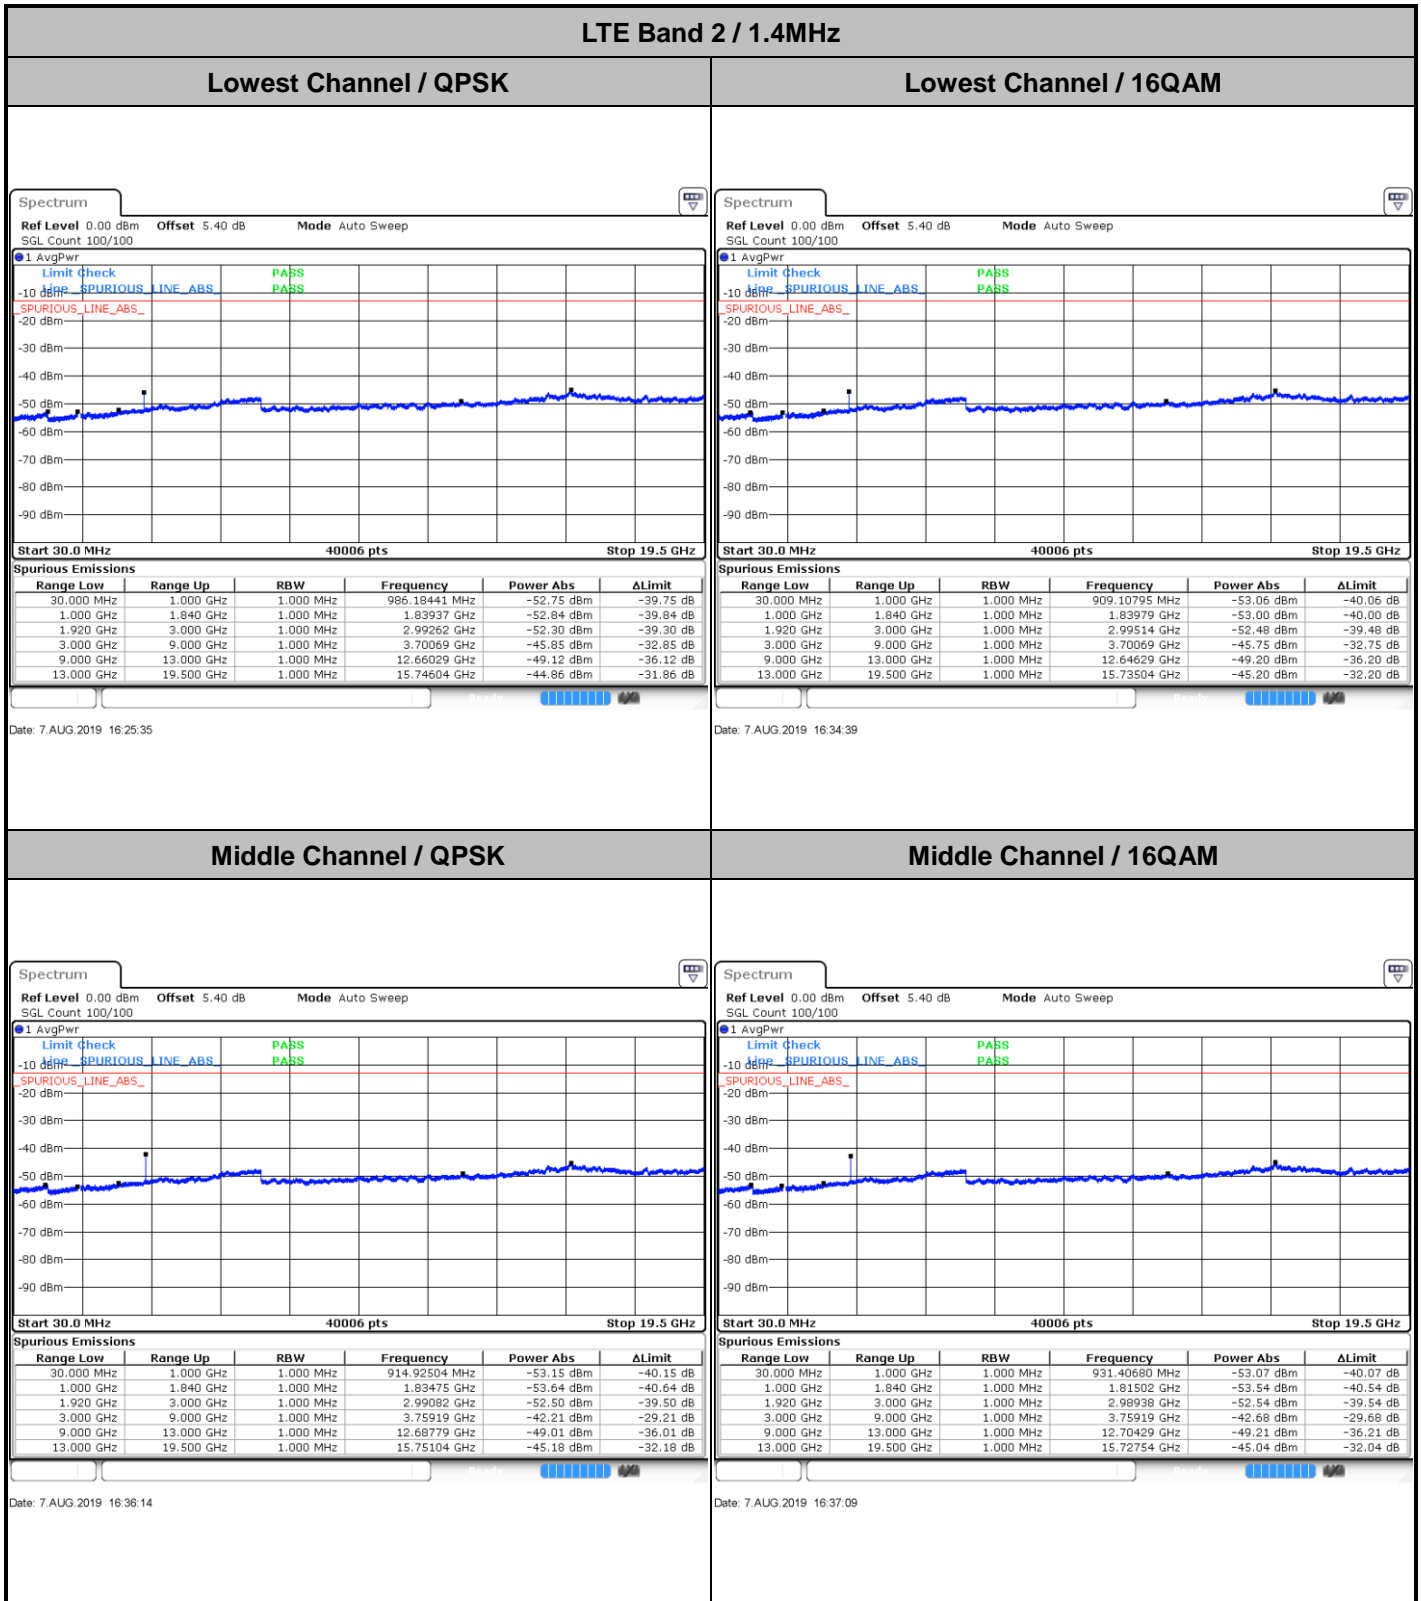 LTE Band 2 / 1.4MHz
Lowest Channel / QPSK
Lowest Channel / 16QAM
Spectrum
Ref Level 0.00 dBm Offset 5.40 dB Mode Auto Sweep
SGL Count 100/100
1 AvgPwr
Limit Check PASS
Line _SPURIOUS_LINE_ABS_ PASS
-10 dBm
_SPURIOUS_LINE_ABS_
-20 dBm
-30 dBm
-40 dBm
-50 dBm
-60 dBm
-70 dBm
-80 dBm
-90 dBm
Start 30.0 MHz 40006 pts Stop 19.5 GHz
Spurious Emissions
Range Low Range Up RBW Frequency Power Abs ΔLimit
30.000 MHz 1.000 GHz 1.000 MHz 986.18441 MHz -52.75 dBm -39.75 dB
1.000 GHz 1.840 GHz 1.000 MHz 1.83937 GHz -52.84 dBm -39.84 dB
1.920 GHz 3.000 GHz 1.000 MHz 2.99262 GHz -52.30 dBm -39.30 dB
3.000 GHz 9.000 GHz 1.000 MHz 3.70069 GHz -45.85 dBm -32.85 dB
9.000 GHz 13.000 GHz 1.000 MHz 12.66029 GHz -49.12 dBm -36.12 dB
13.000 GHz 19.500 GHz 1.000 MHz 15.74604 GHz -44.86 dBm -31.86 dB
Ready
Date: 7.AUG.2019 16:25:35
Spectrum
Ref Level 0.00 dBm Offset 5.40 dB Mode Auto Sweep
SGL Count 100/100
1 AvgPwr
Limit Check PASS
Line _SPURIOUS_LINE_ABS_ PASS
-10 dBm
_SPURIOUS_LINE_ABS_
-20 dBm
-30 dBm
-40 dBm
-50 dBm
-60 dBm
-70 dBm
-80 dBm
-90 dBm
Start 30.0 MHz 40006 pts Stop 19.5 GHz
Spurious Emissions
Range Low Range Up RBW Frequency Power Abs ΔLimit
30.000 MHz 1.000 GHz 1.000 MHz 909.10795 MHz -53.06 dBm -40.06 dB
1.000 GHz 1.840 GHz 1.000 MHz 1.83979 GHz -53.00 dBm -40.00 dB
1.920 GHz 3.000 GHz 1.000 MHz 2.99514 GHz -52.48 dBm -39.48 dB
3.000 GHz 9.000 GHz 1.000 MHz 3.70069 GHz -45.75 dBm -32.75 dB
9.000 GHz 13.000 GHz 1.000 MHz 12.64629 GHz -49.20 dBm -36.20 dB
13.000 GHz 19.500 GHz 1.000 MHz 15.73504 GHz -45.20 dBm -32.20 dB
Ready
Date: 7.AUG.2019 16:34:39
Middle Channel / QPSK
Middle Channel / 16QAM
Spectrum
Ref Level 0.00 dBm Offset 5.40 dB Mode Auto Sweep
SGL Count 100/100
1 AvgPwr
Limit Check PASS
Line _SPURIOUS_LINE_ABS_ PASS
-10 dBm
_SPURIOUS_LINE_ABS_
-20 dBm
-30 dBm
-40 dBm
-50 dBm
-60 dBm
-70 dBm
-80 dBm
-90 dBm
Start 30.0 MHz 40006 pts Stop 19.5 GHz
Spurious Emissions
Range Low Range Up RBW Frequency Power Abs ΔLimit
30.000 MHz 1.000 GHz 1.000 MHz 914.92504 MHz -53.15 dBm -40.15 dB
1.000 GHz 1.840 GHz 1.000 MHz 1.83475 GHz -53.64 dBm -40.64 dB
1.920 GHz 3.000 GHz 1.000 MHz 2.99082 GHz -52.50 dBm -39.50 dB
3.000 GHz 9.000 GHz 1.000 MHz 3.75919 GHz -42.21 dBm -29.21 dB
9.000 GHz 13.000 GHz 1.000 MHz 12.68779 GHz -49.01 dBm -36.01 dB
13.000 GHz 19.500 GHz 1.000 MHz 15.75104 GHz -45.18 dBm -32.18 dB
Ready
Date: 7.AUG.2019 16:36:14
Spectrum
Ref Level 0.00 dBm Offset 5.40 dB Mode Auto Sweep
SGL Count 100/100
1 AvgPwr
Limit Check PASS
Line _SPURIOUS_LINE_ABS_ PASS
-10 dBm
_SPURIOUS_LINE_ABS_
-20 dBm
-30 dBm
-40 dBm
-50 dBm
-60 dBm
-70 dBm
-80 dBm
-90 dBm
Start 30.0 MHz 40006 pts Stop 19.5 GHz
Spurious Emissions
Range Low Range Up RBW Frequency Power Abs ΔLimit
30.000 MHz 1.000 GHz 1.000 MHz 931.40680 MHz -53.07 dBm -40.07 dB
1.000 GHz 1.840 GHz 1.000 MHz 1.81502 GHz -53.54 dBm -40.54 dB
1.920 GHz 3.000 GHz 1.000 MHz 2.98938 GHz -52.54 dBm -39.54 dB
3.000 GHz 9.000 GHz 1.000 MHz 3.75919 GHz -42.68 dBm -29.68 dB
9.000 GHz 13.000 GHz 1.000 MHz 12.70429 GHz -49.21 dBm -36.21 dB
13.000 GHz 19.500 GHz 1.000 MHz 15.72754 GHz -45.04 dBm -32.04 dB
Ready
Date: 7.AUG.2019 16:37:09